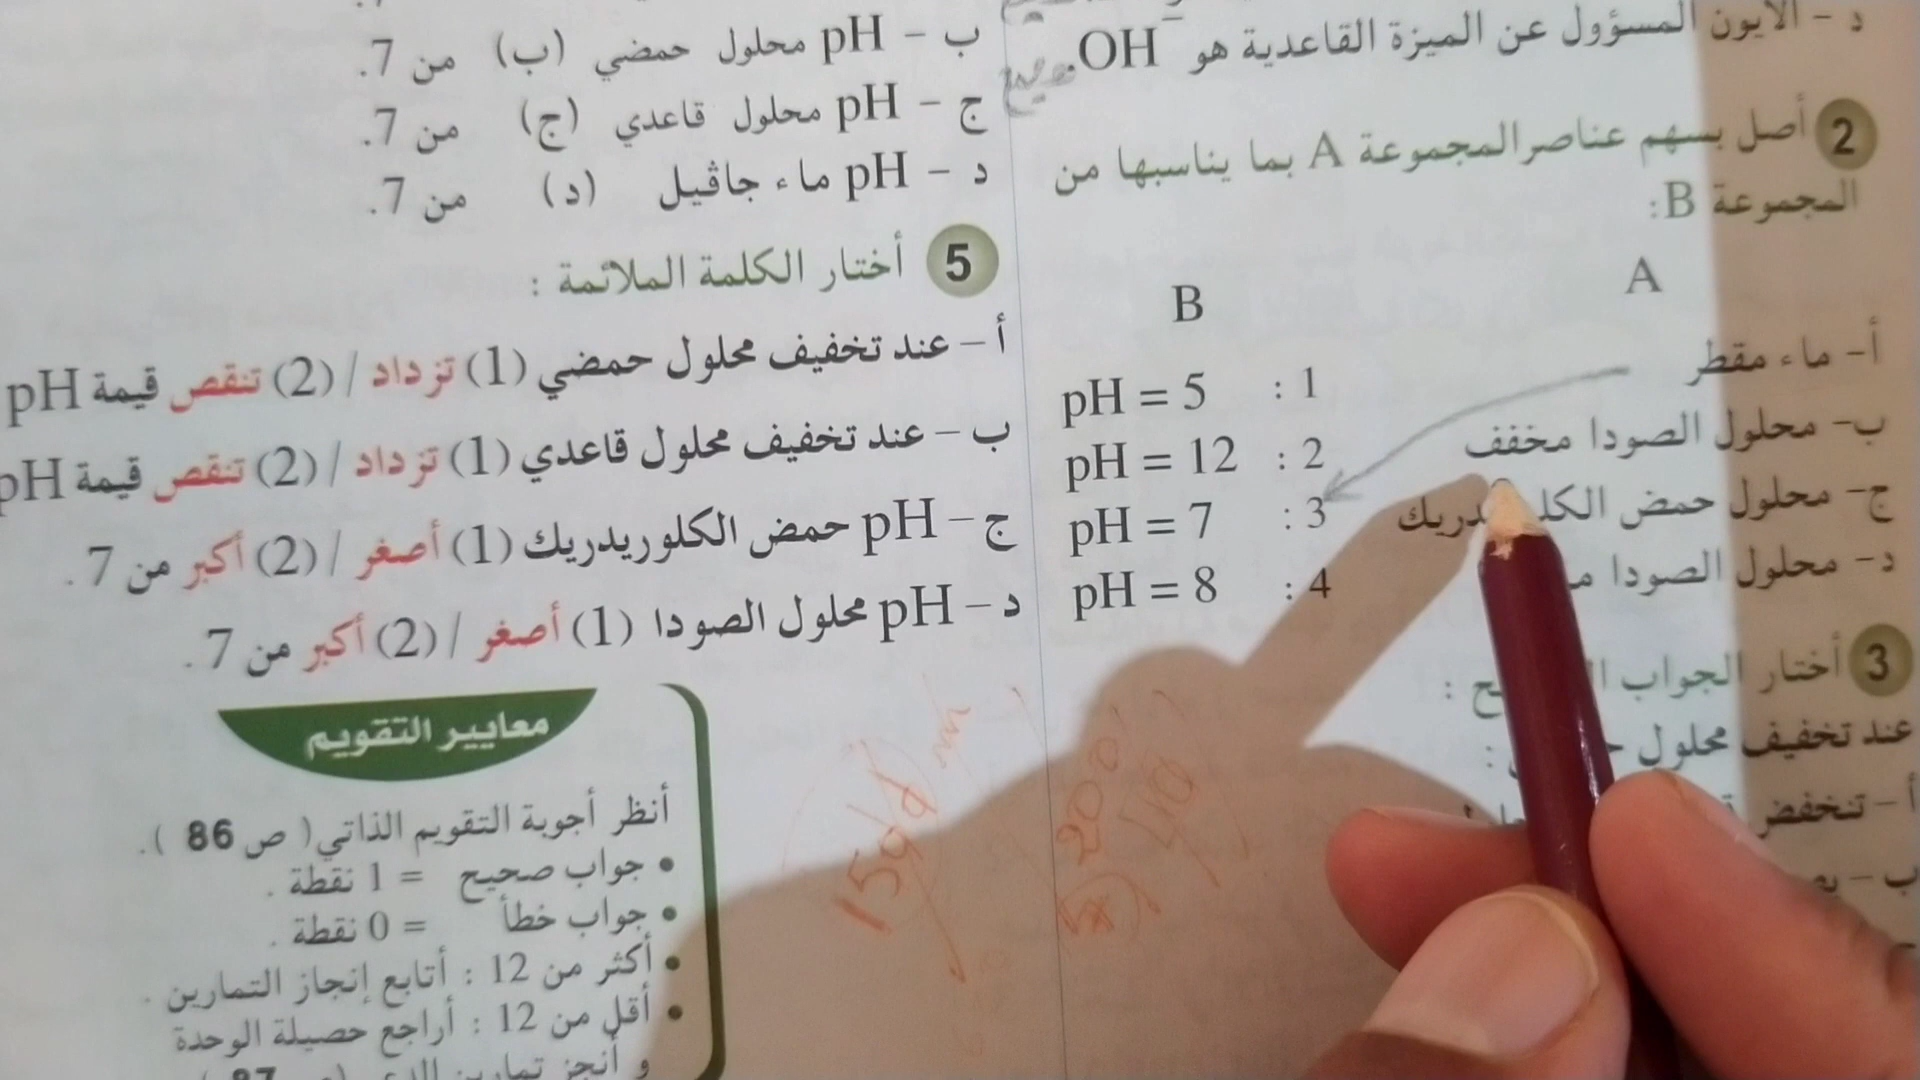 د - الأيون المسؤول عن الميزة القاعدية هو OH⁻.
2 أصل بسهم عناصر المجموعة A بما يناسبها من
المجموعة B:
A
B
أ- ماء مقطر
ب- محلول الصودا مخفف
ج- محلول حمض
د- محلول الصودا
1 : pH = 5
2 : pH = 12
3 : pH = 7
4 : pH = 8
3 أختار الجواب
عند تخفيف محلول
أ - تنخفض
ب -
ب - pH محلول حمضي (ب) من 7.
ج - pH محلول قاعدي (ج) من 7.
د - pH ماء جاڤيل (د) من 7.
5 أختار الكلمة الملائمة :
أ - عند تخفيف محلول حمضي (1) تزداد / (2) تنقص قيمة pH
ب - عند تخفيف محلول قاعدي (1) تزداد / (2) تنقص قيمة pH
ج - pH حمض الكلوريدريك (1) أصغر / (2) أكبر من 7 .
د - pH محلول الصودا (1) أصغر / (2) أكبر من 7 .
معايير التقويم
أنظر أجوبة التقويم الذاتي ( ص 86 ).
• جواب صحيح = 1 نقطة .
• جواب خطأ = 0 نقطة .
• أكثر من 12 : أتابع إنجاز التمارين .
• أقل من 12 : أراجع حصيلة الوحدة
و أنجز تمارين